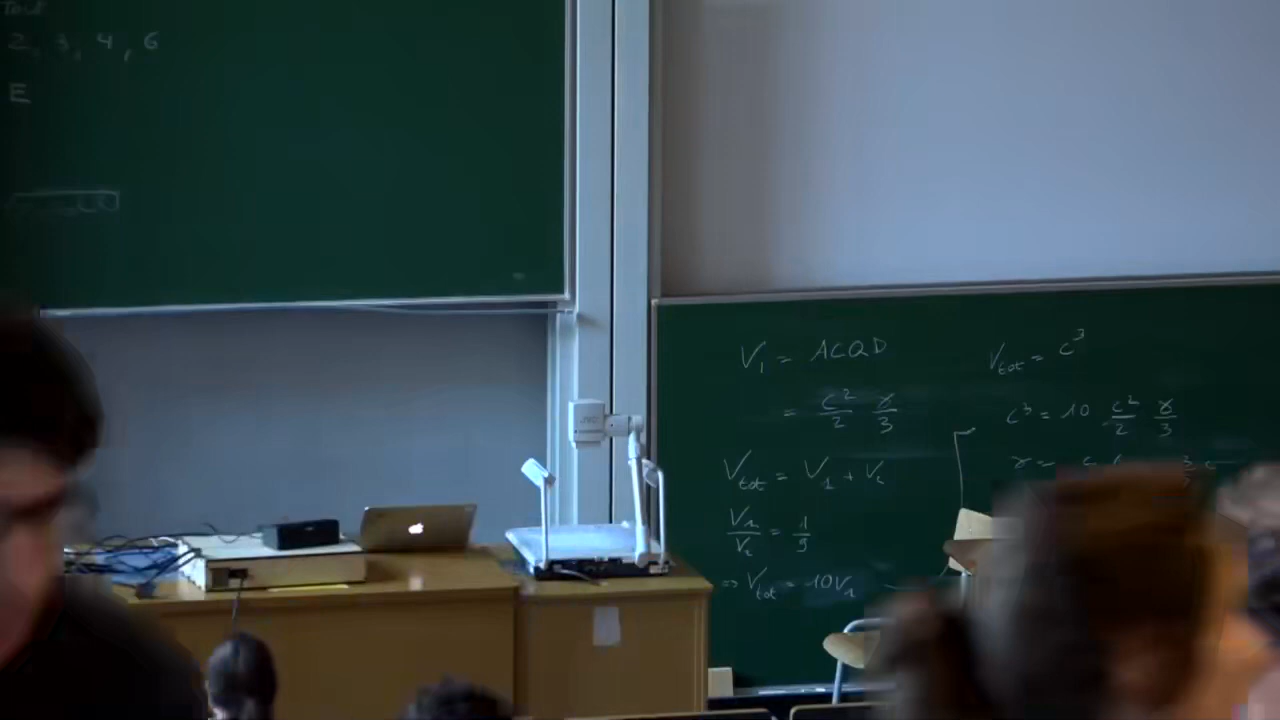 Tout
2, 3, 4, 6
E
V₁ = ACQD
= c²/2 γ/3
V_tot = V₁ + V₂
V₁/V₂ = 1/9
⇒ V_tot = 10V₁
V_tot = c³
c³ = 10 c²/2 γ/3